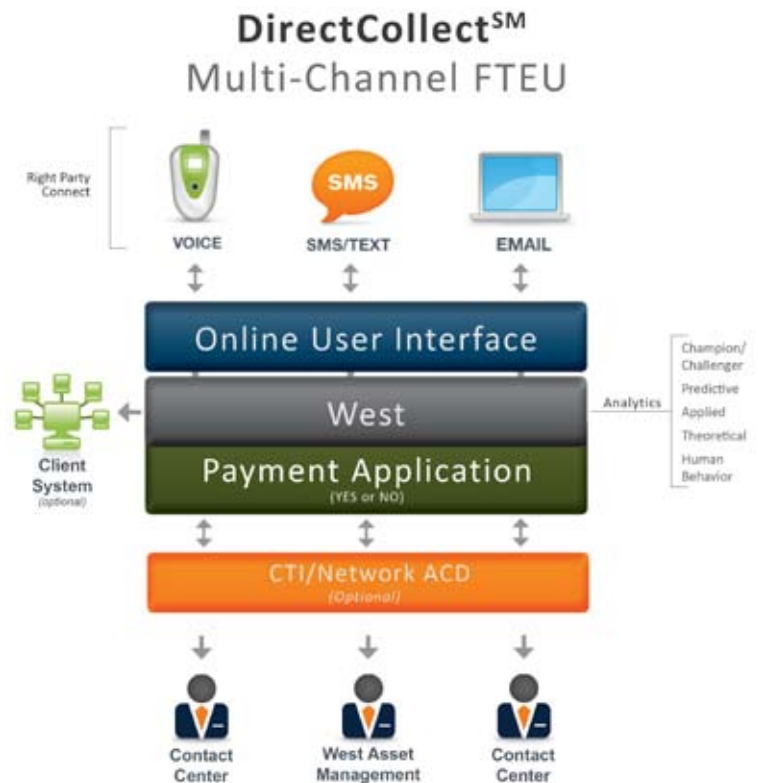 DirectCollect℠
Multi-Channel FTEU
Right Party
Connect
SMS
VOICE
SMS/TEXT
EMAIL
Online User Interface
West
Payment Application
(YES or NO)
Client
System
(optional)
Analytics
Champion/
Challenger
Predictive
Applied
Theoretical
Human
Behavior
CTI/Network ACD
(Optional)
Contact
Center
West Asset
Management
Contact
Center